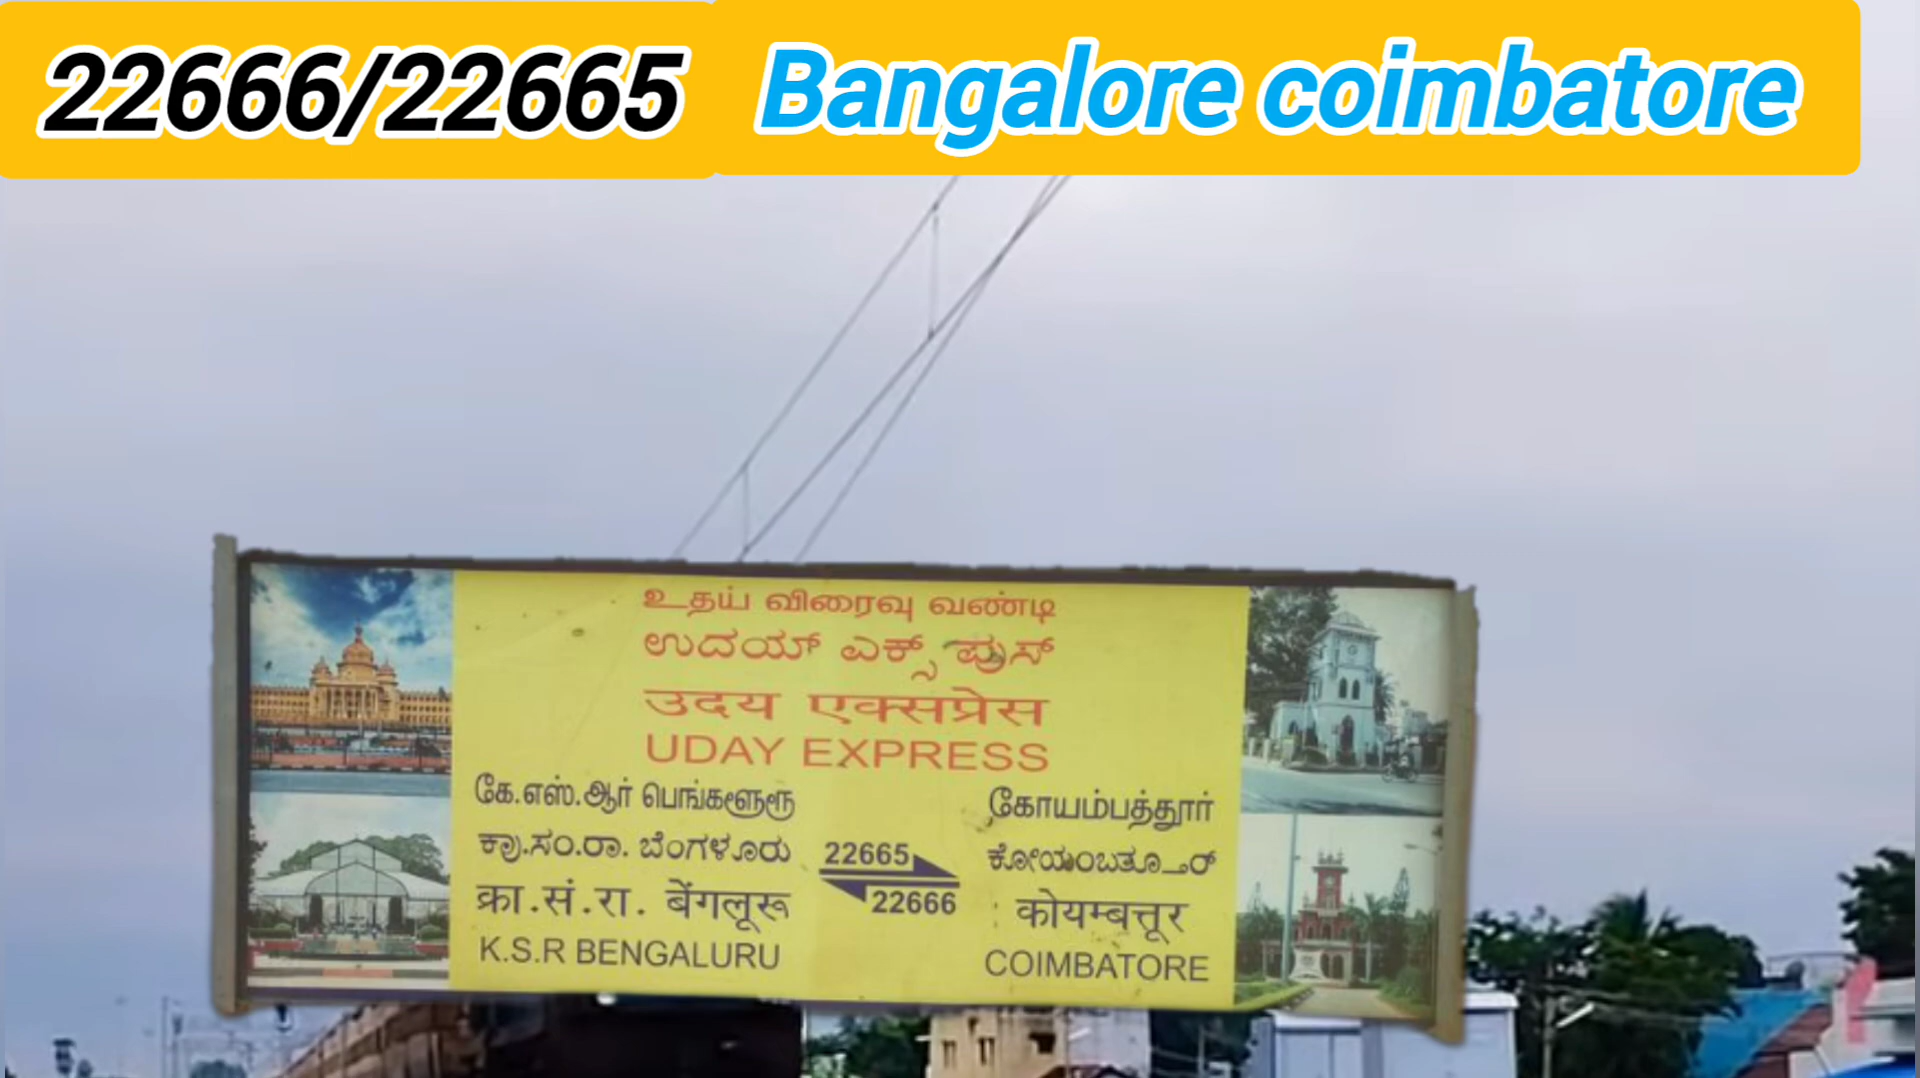 22666/22665 Bangalore coimbatore
உதய் விரைவு வண்டி
ಉದಯ್ ಎಕ್ಸ್ ಪ್ರೆಸ್
उदय एक्सप्रेस
UDAY EXPRESS
கே.எஸ்.ஆர் பெங்களூரு
ಕ್ರಾ.ಸಂ.ರಾ. ಬೆಂಗಳೂರು
क्रा.सं.रा. बेंगलूरू
K.S.R BENGALURU
22665
22666
கோயம்பத்தூர்
ಕೋಯಂಬತ್ತೂರ್
कोयम्बत्तूर
COIMBATORE